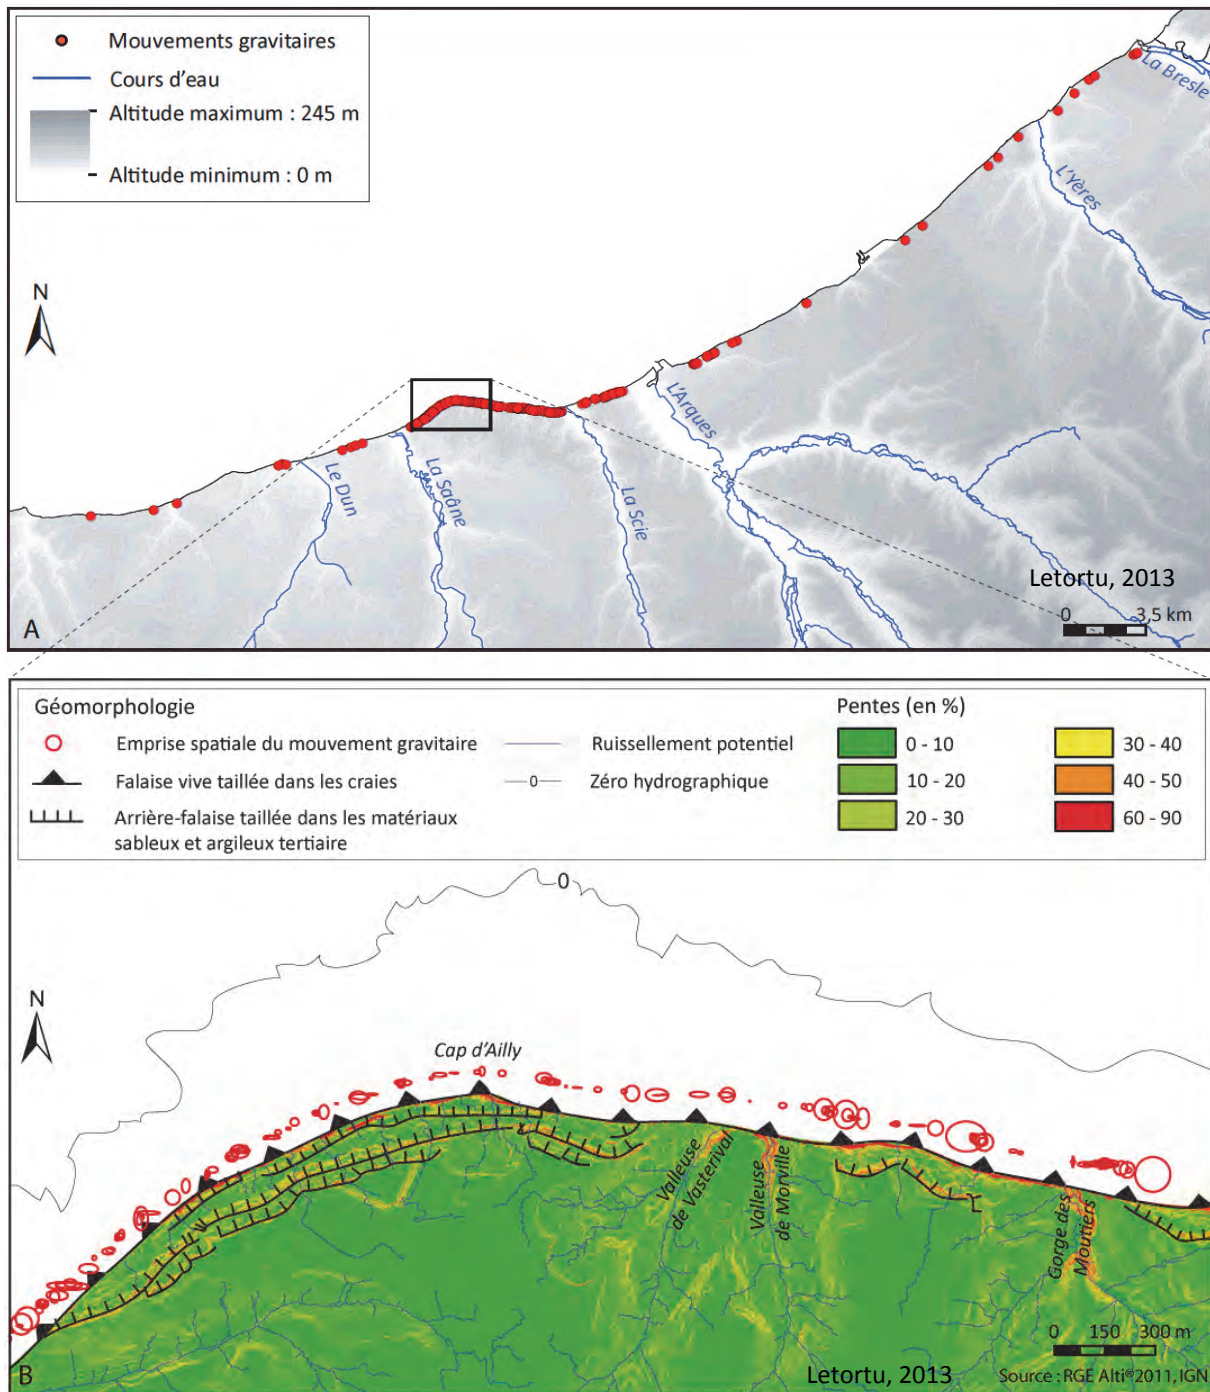 Mouvements gravitaires
Cours d'eau
Altitude maximum : 245 m
Altitude minimum : 0 m
N
La Bresle
L'Yères
L'Arques
La Scie
La Saâne
Le Dun
Letortu, 2013
0 3,5 km
A
Géomorphologie
Emprise spatiale du mouvement gravitaire
Falaise vive taillée dans les craies
Arrière-falaise taillée dans les matériaux
sableux et argileux tertiaire
Ruissellement potentiel
0 Zéro hydrographique
Pentes (en %)
0 - 10
10 - 20
20 - 30
30 - 40
40 - 50
60 - 90
0
N
Cap d'Ailly
Valleuse
de Vasterival
Valleuse
de Morville
Gorge des
Moutiers
0 150 300 m
B
Letortu, 2013
Source : RGE Alti®2011, IGN